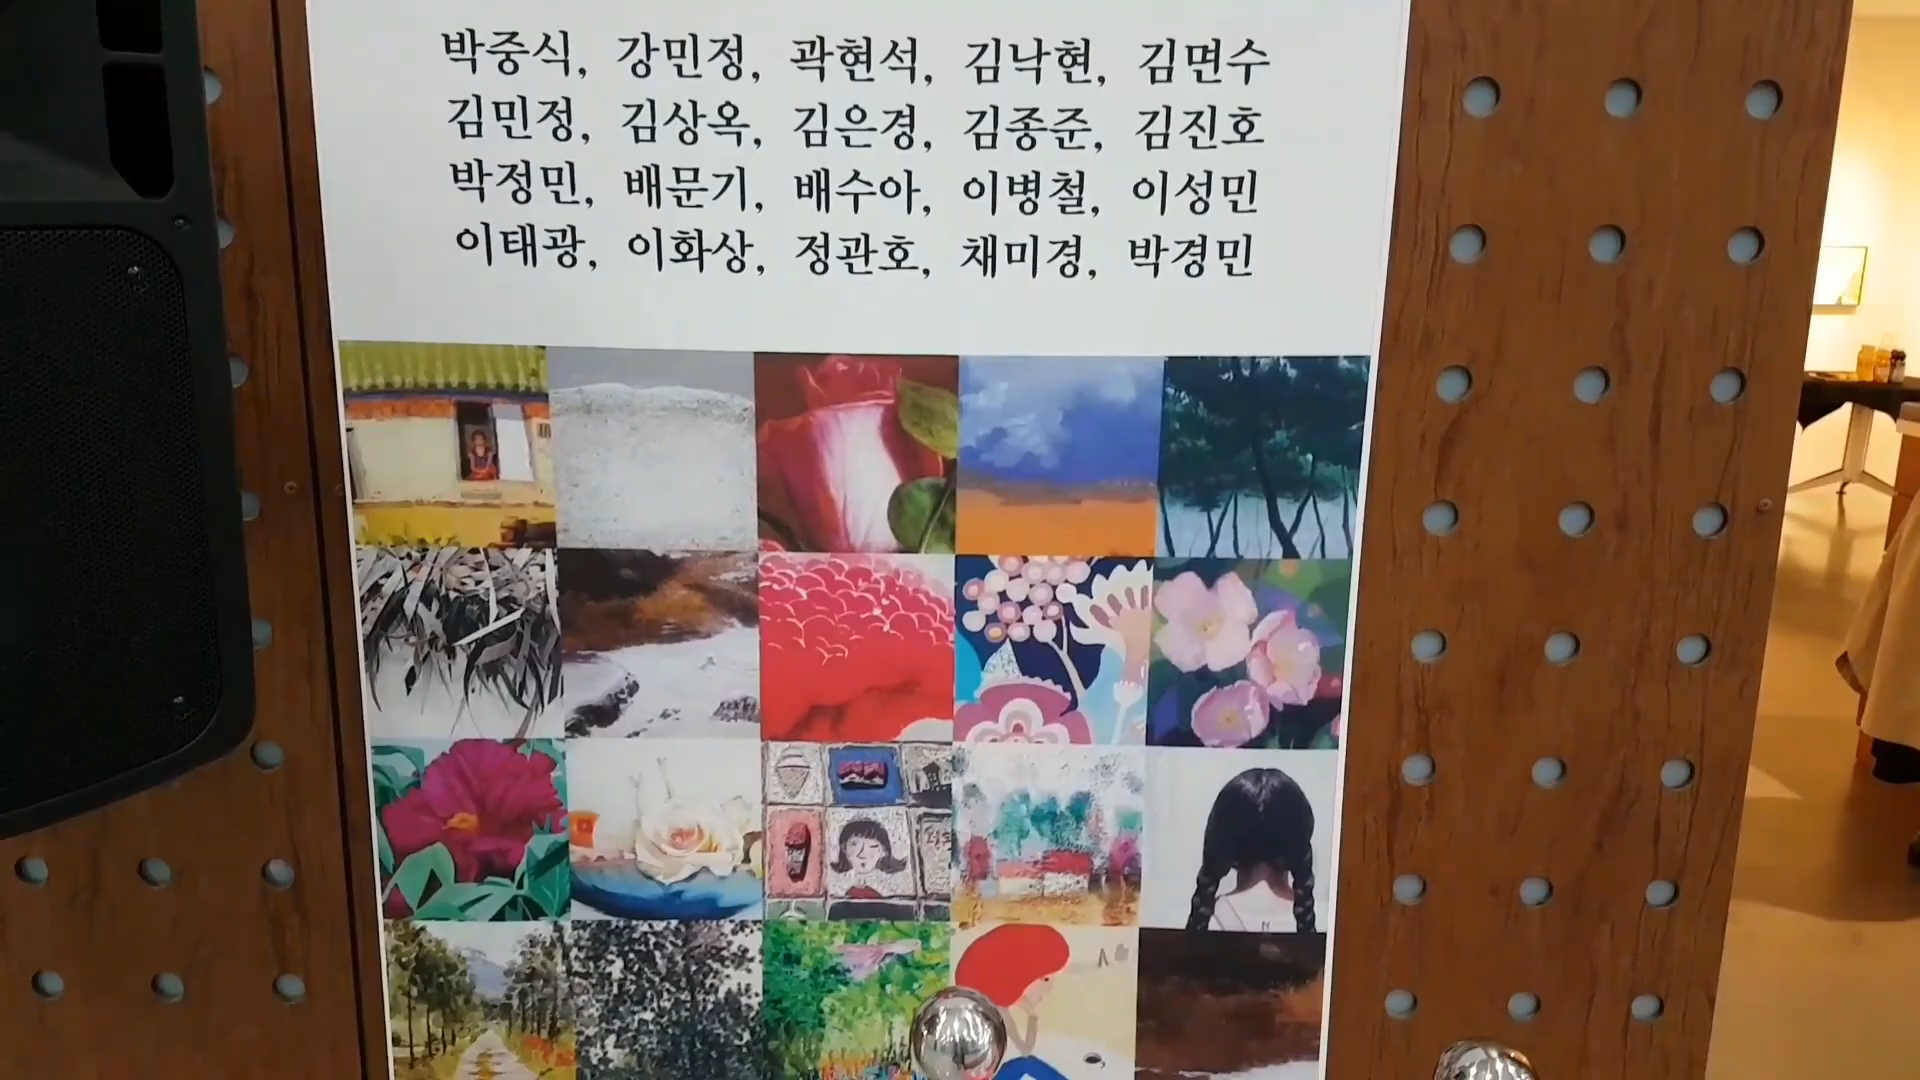 박중식, 강민정, 곽현석, 김낙현, 김면수
김민정, 김상옥, 김은경, 김종준, 김진호
박정민, 배문기, 배수아, 이병철, 이성민
이태광, 이화상, 정관호, 채미경, 박경민